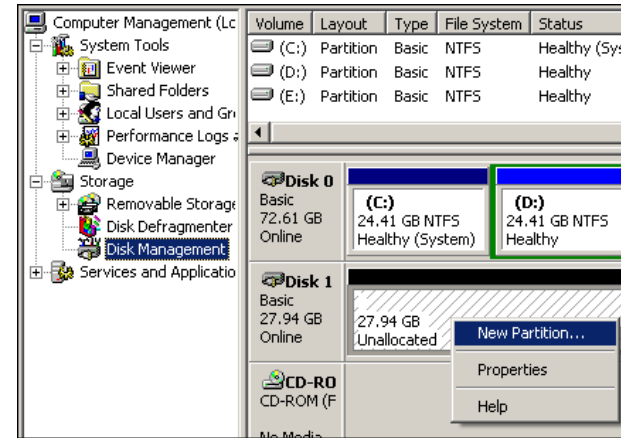 Computer Management (Lc
System Tools
Event Viewer
Shared Folders
Local Users and Gr
Performance Logs
Device Manager
Storage
Removable Storage
Disk Defragmenter
Disk Management
Services and Applicatio
Volume Layout Type File System Status
(C:) Partition Basic NTFS Healthy (Sys
(D:) Partition Basic NTFS Healthy
(E:) Partition Basic NTFS Healthy
Disk 0
Basic
72.61 GB
Online
(C:)
24.41 GB NTFS
Healthy (System)
(D:)
24.41 GB NTFS
Healthy
Disk 1
Basic
27.94 GB
Online
27.94 GB
Unallocated
New Partition...
Properties
Help
CD-RO
CD-ROM (F
No Media